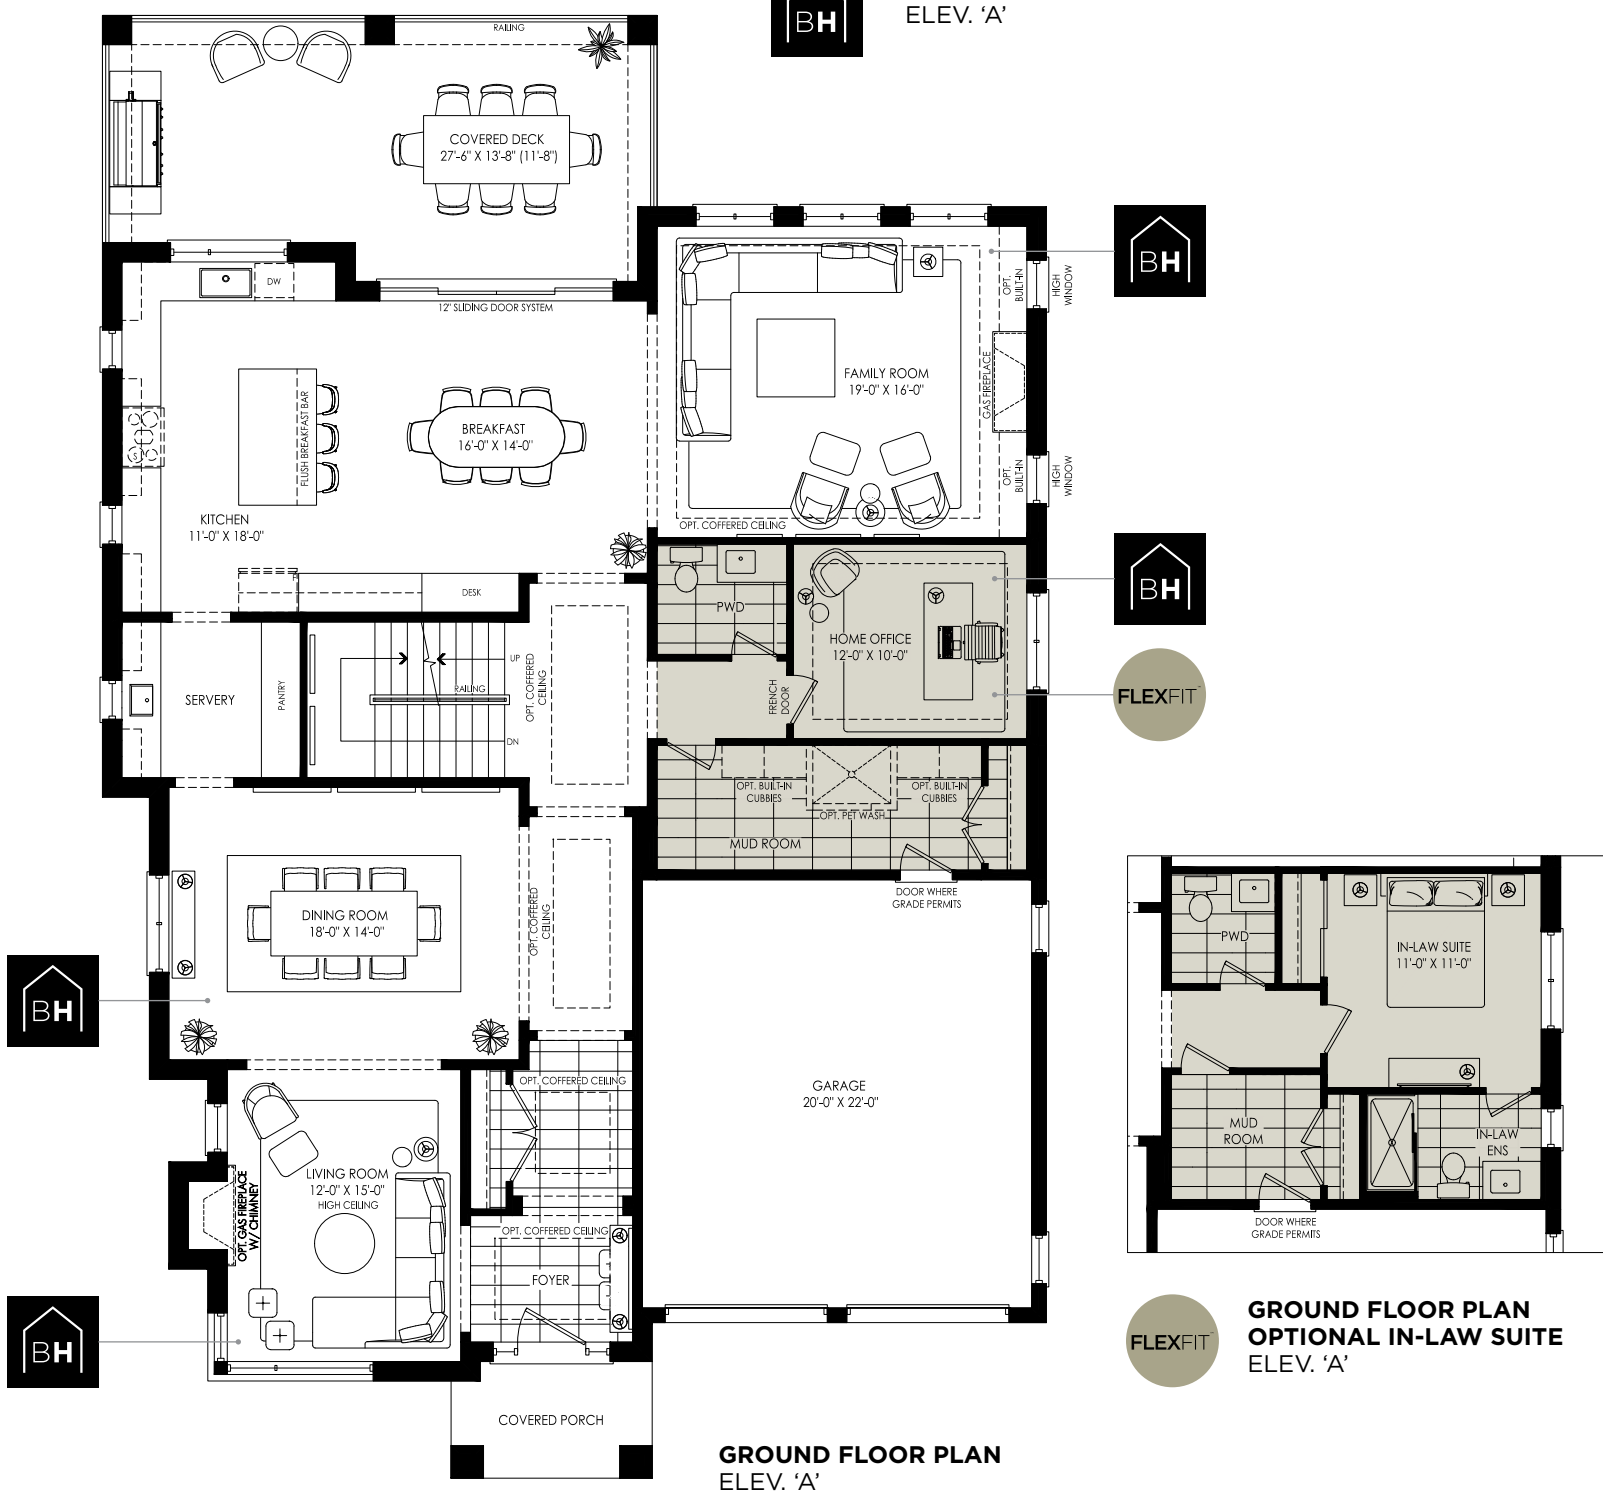 BH
ELEV. ‘A’
RAILING
COVERED DECK
27'-6" X 13'-8" (11'-8")
DW
12" SLIDING DOOR SYSTEM
OPT.
BUILT-IN
HIGH
WINDOW
BH
FAMILY ROOM
19'-0" X 16'-0"
GAS FIREPLACE
FLUSH BREAKFAST BAR
BREAKFAST
16'-0" X 14'-0"
S
OPT.
BUILT-IN
HIGH
WINDOW
KITCHEN
11'-0" X 18'-0"
OPT. COFFERED CEILING
DESK
PWD
BH
HOME OFFICE
12'-0" X 10'-0"
UP
RAILING
DN
OPT. COFFERED
CEILING
SERVERY
PANTRY
FRENCH
DOOR
FLEXFIT
OPT. BUILT-IN
CUBBIES
OPT. BUILT-IN
CUBBIES
OPT. PET WASH
MUD ROOM
DOOR WHERE
GRADE PERMITS
DINING ROOM
18'-0" X 14'-0"
OPT. COFFERED
CEILING
PWD
IN-LAW SUITE
11'-0" X 11'-0"
BH
OPT. COFFERED CEILING
GARAGE
20'-0" X 22'-0"
MUD
ROOM
IN-LAW
ENS
LIVING ROOM
12'-0" X 15'-0"
HIGH CEILING
OPT. GAS FIREPLACE
W/ CHIMNEY
OPT. COFFERED CEILING
DOOR WHERE
GRADE PERMITS
FOYER
BH
FLEXFIT
GROUND FLOOR PLAN
OPTIONAL IN-LAW SUITE
ELEV. ‘A’
COVERED PORCH
GROUND FLOOR PLAN
ELEV. ‘A’